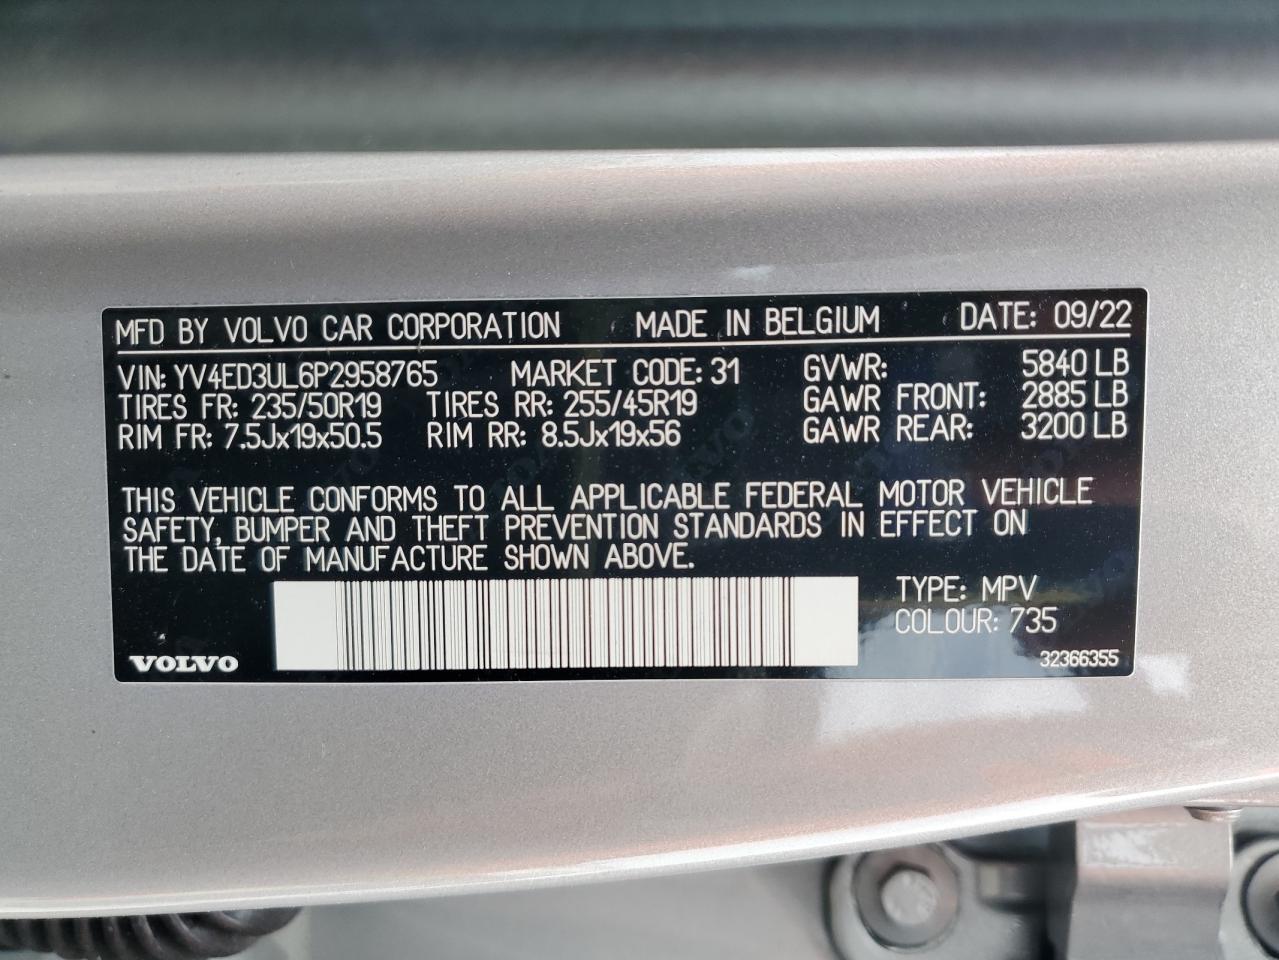 MFD BY VOLVO CAR CORPORATION MADE IN BELGIUM DATE: 09/22
VIN: YV4ED3UL6P2958765 MARKET CODE: 31 GVWR: 5840 LB
TIRES FR: 235/50R19 TIRES RR: 255/45R19 GAWR FRONT: 2885 LB
RIM FR: 7.5Jx19x50.5 RIM RR: 8.5Jx19x56 GAWR REAR: 3200 LB
THIS VEHICLE CONFORMS TO ALL APPLICABLE FEDERAL MOTOR VEHICLE
SAFETY, BUMPER AND THEFT PREVENTION STANDARDS IN EFFECT ON
THE DATE OF MANUFACTURE SHOWN ABOVE.
TYPE: MPV
COLOUR: 735
VOLVO 32366355